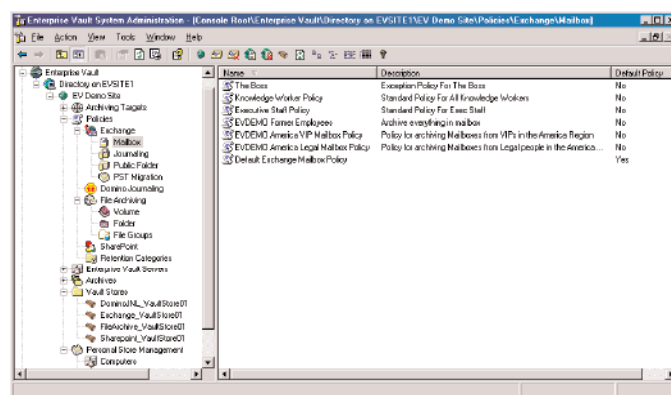 Enterprise Vault System Administration - [Console Root\Enterprise Vault\Directory on EVSITE1\EV Demo Site\Policies\Exchange\Mailbox]
File Action View Tools Window Help
Enterprise Vault
Directory on EVSITE1
EV Demo Site
Archiving Targets
Policies
Exchange
Mailbox
Journaling
Public Folder
PST Migration
Domino Journaling
File Archiving
Volume
Folder
File Groups
SharePoint
Retention Categories
Enterprise Vault Servers
Archives
Vault Stores
DominoJNL_VaultStore01
Exchange_VaultStore01
FileArchive_VaultStore01
Sharepoint_VaultStore01
Personal Store Management
Computers
Name Description Default Policy
The Boss Exception Policy For The Boss No
Knowledge Worker Policy Standard Policy For All Knowledge Workers No
Executive Staff Policy Standard Policy For Exec Staff No
EVDEMO Former Employees Archive everything in mailbox No
EVDEMO America VIP Mailbox Policy Policy for archiving Mailboxes from VIPs in the America Region No
EVDEMO America Legal Mailbox Policy Policy for archiving Mailboxes from Legal people in the America... No
Default Exchange Mailbox Policy Yes